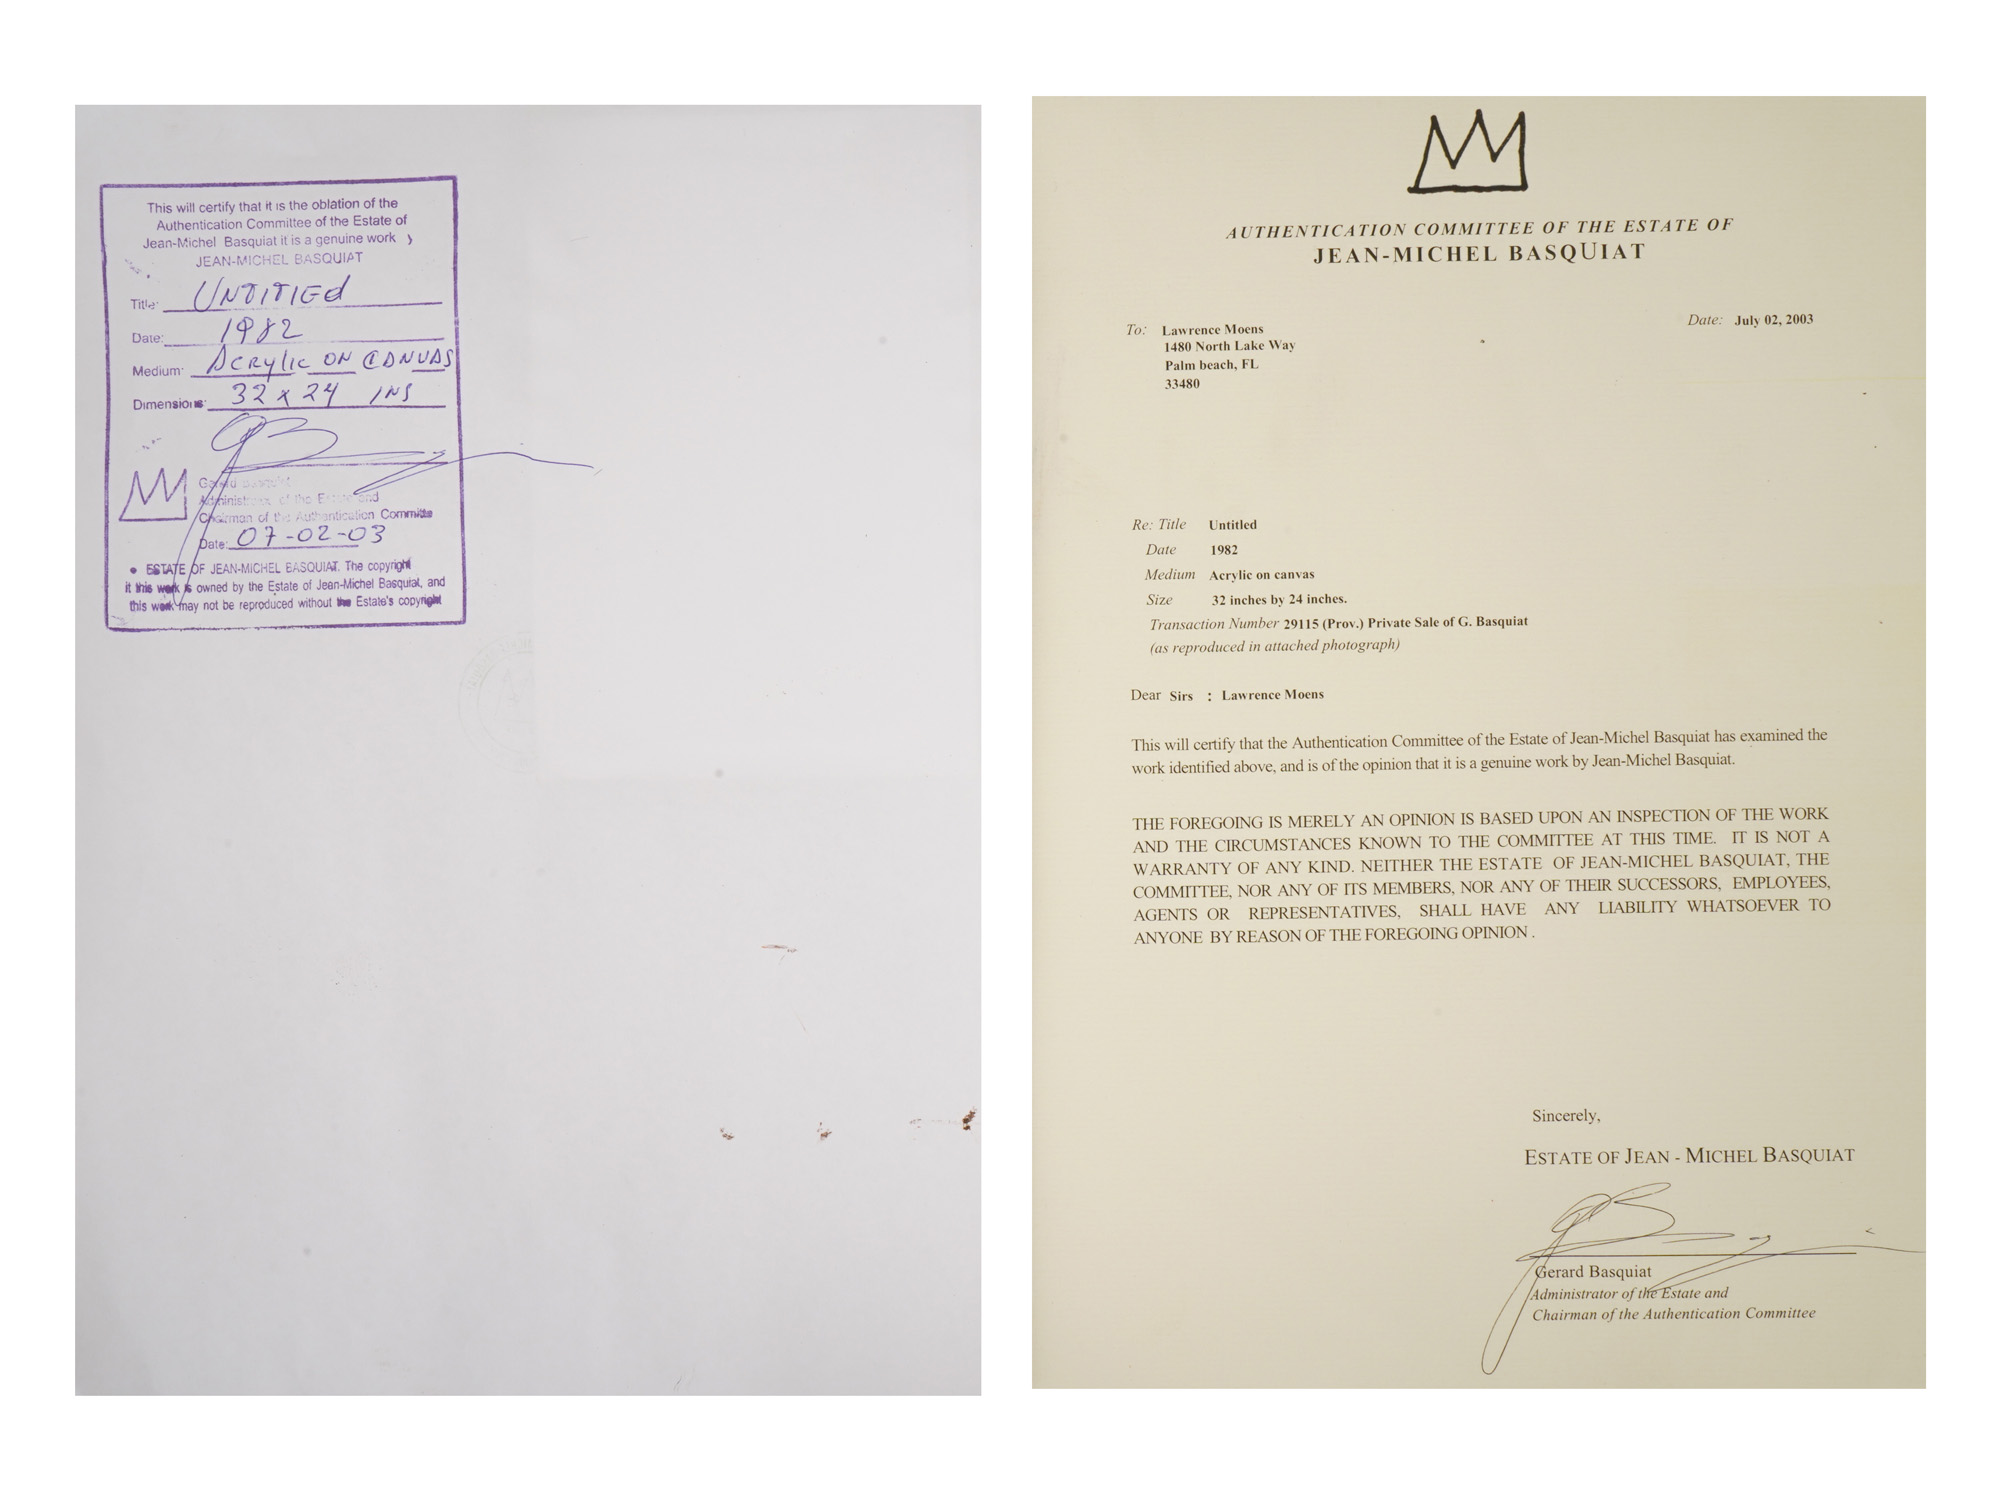 This will certify that it is the oblation of the
Authentication Committee of the Estate of
Jean-Michel Basquiat it is a genuine work
JEAN-MICHEL BASQUIAT
Title: UNTITIEd
Date: 1982
Medium: ACRYlIC ON CANVAS
Dimensions: 32 x 24 INS
Gerard Basquiat
Administrator of the Estate and
Chairman of the Authentication Committe
Date: 07-02-03
• ESTATE OF JEAN-MICHEL BASQUIAT. The copyright
it this work is owned by the Estate of Jean-Michel Basquiat, and
this work may not be reproduced without the Estate's copyright
AUTHENTICATION COMMITTEE OF THE ESTATE OF
JEAN-MICHEL BASQUIAT
Date: July 02, 2003
To: Lawrence Moens
1480 North Lake Way
Palm beach, FL
33480
Re: Title Untitled
Date 1982
Medium Acrylic on canvas
Size 32 inches by 24 inches.
Transaction Number 29115 (Prov.) Private Sale of G. Basquiat
(as reproduced in attached photograph)
Dear Sirs : Lawrence Moens
This will certify that the Authentication Committee of the Estate of Jean-Michel Basquiat has examined the
work identified above, and is of the opinion that it is a genuine work by Jean-Michel Basquiat.
THE FOREGOING IS MERELY AN OPINION IS BASED UPON AN INSPECTION OF THE WORK
AND THE CIRCUMSTANCES KNOWN TO THE COMMITTEE AT THIS TIME. IT IS NOT A
WARRANTY OF ANY KIND. NEITHER THE ESTATE OF JEAN-MICHEL BASQUIAT, THE
COMMITTEE, NOR ANY OF ITS MEMBERS, NOR ANY OF THEIR SUCCESSORS, EMPLOYEES,
AGENTS OR REPRESENTATIVES, SHALL HAVE ANY LIABILITY WHATSOEVER TO
ANYONE BY REASON OF THE FOREGOING OPINION .
Sincerely,
ESTATE OF JEAN - MICHEL BASQUIAT
Gerard Basquiat
Administrator of the Estate and
Chairman of the Authentication Committee